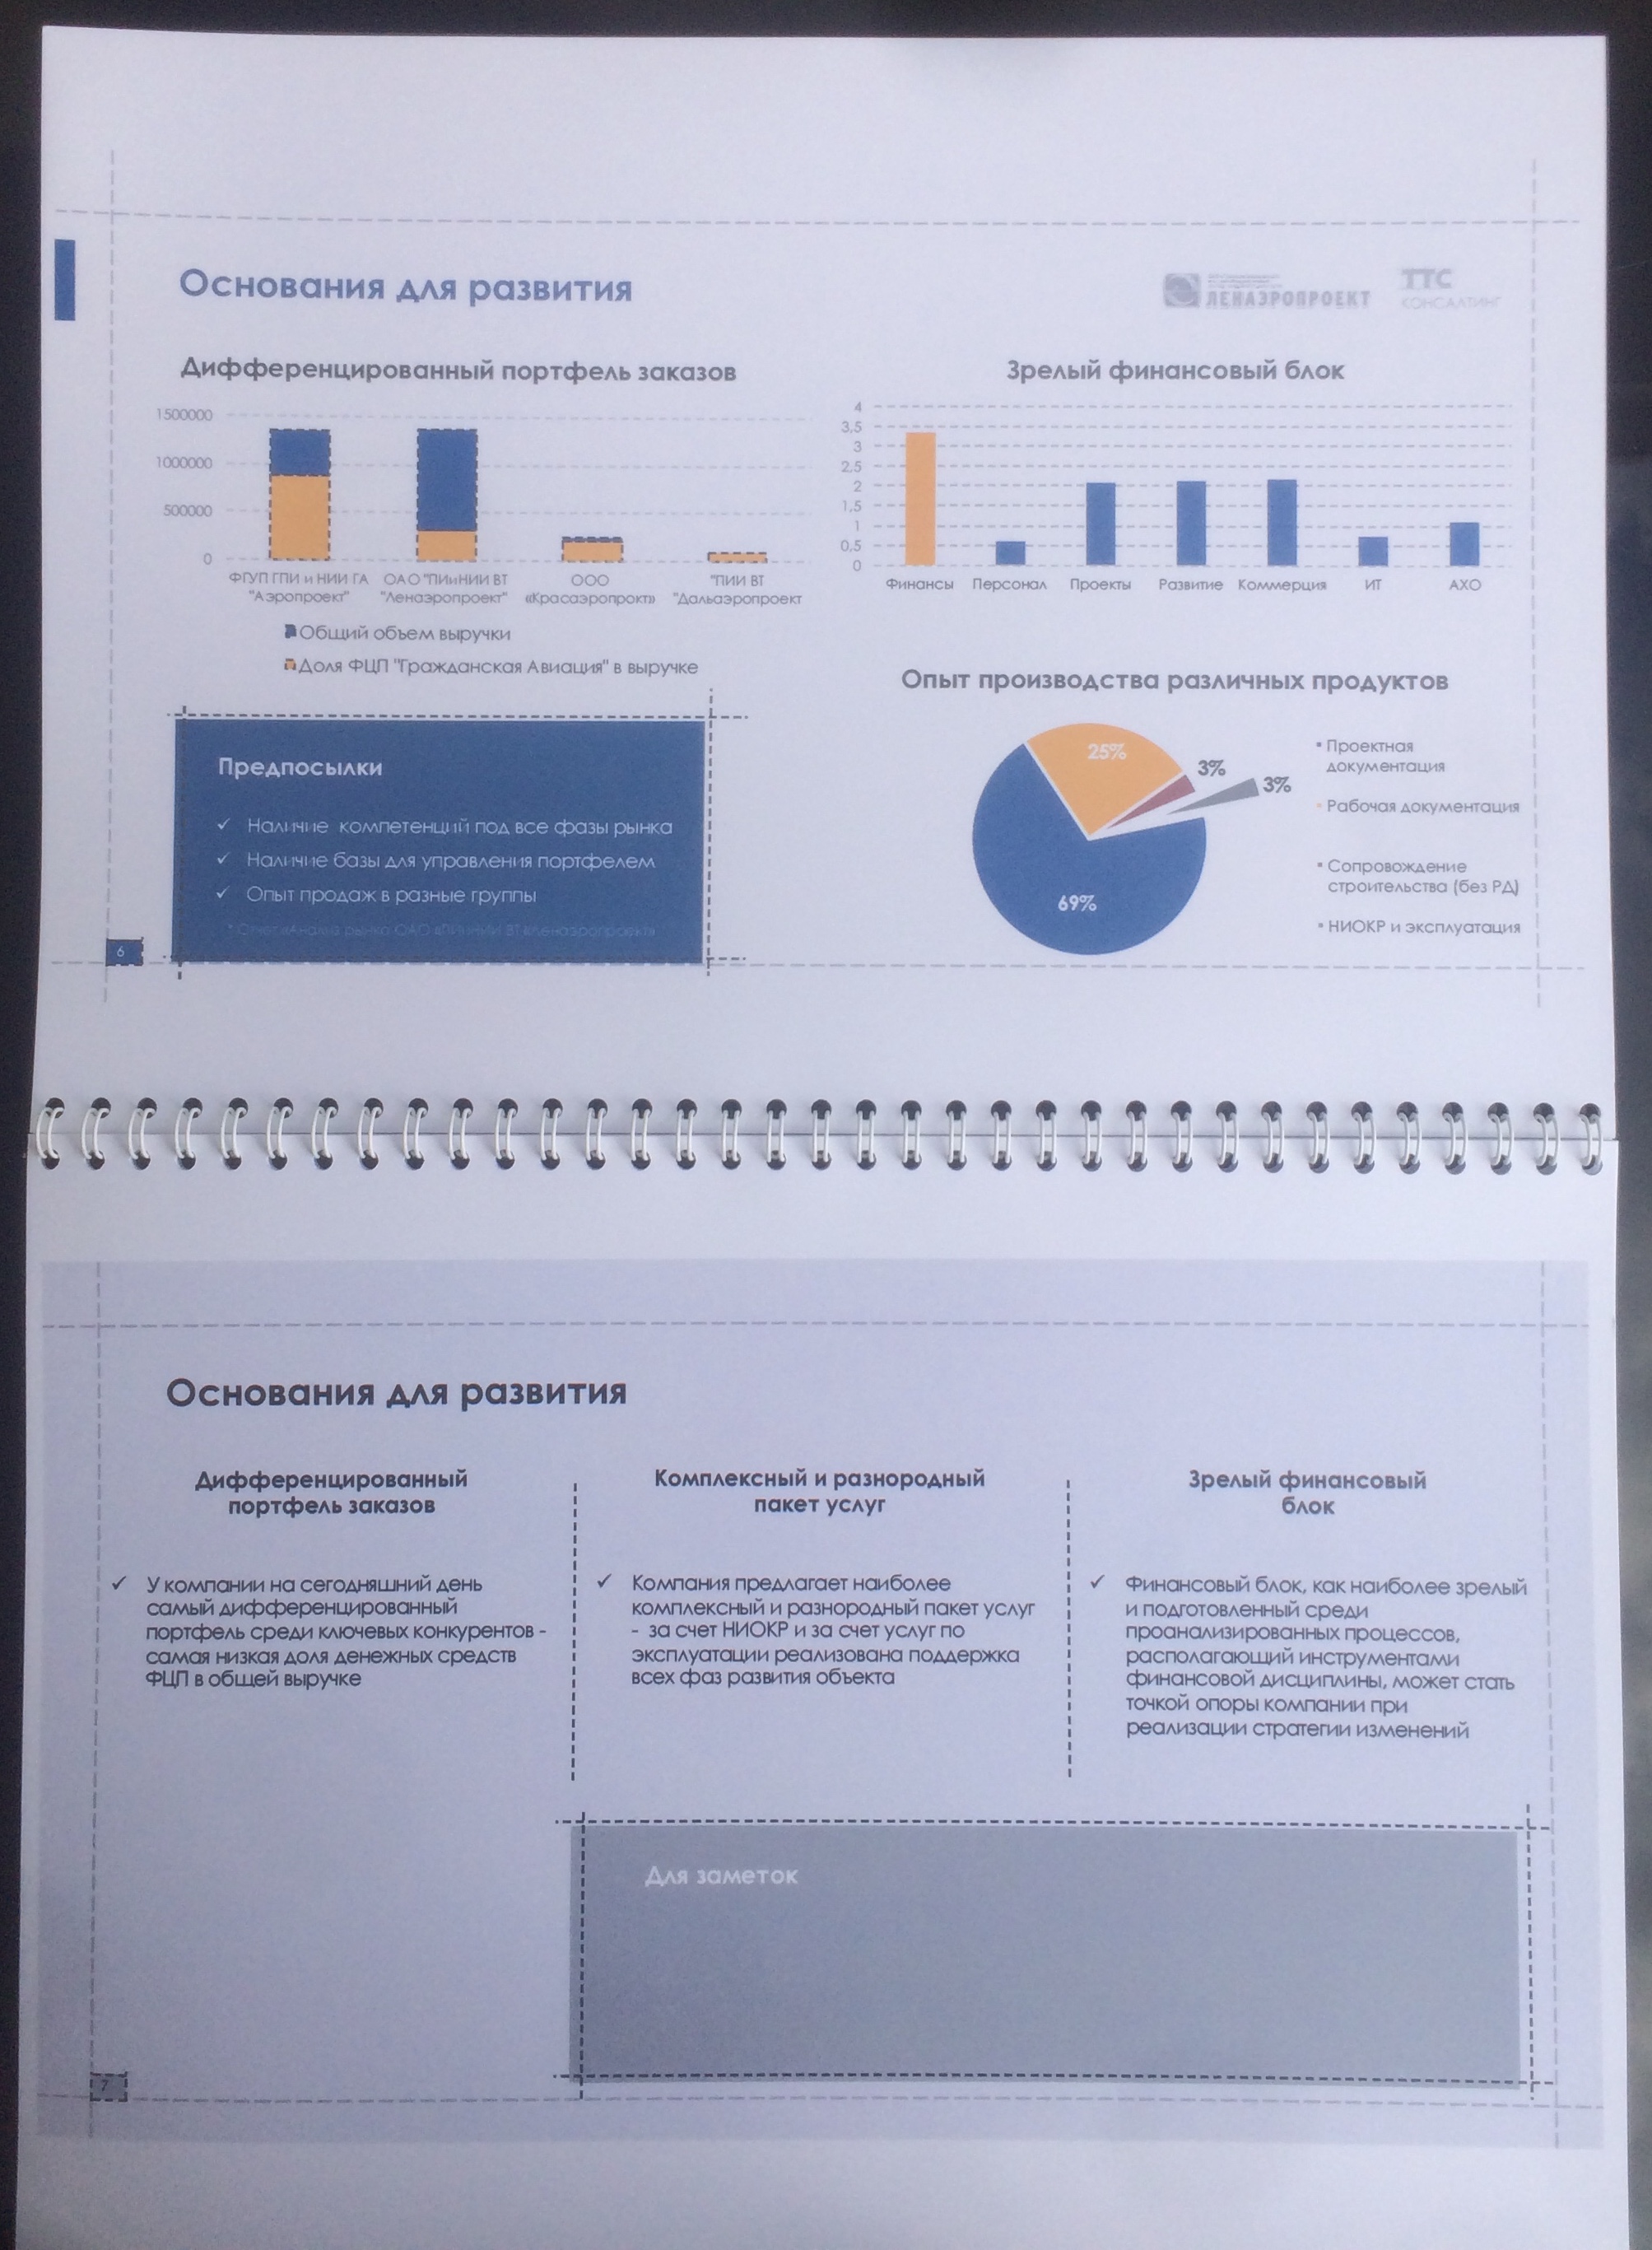 Основания для развития
ЛЕНАЭРОПРОЕКТ
ТТС
КОНСАЛТИНГ
Дифференцированный портфель заказов
1500000
1000000
500000
0
ФГУП ГПИ и НИИ ГА
"Аэропроект"
ОАО "ПИиНИИ ВТ
"Ленаэропроект"
ООО
«Красаэропрокт»
"ПИИ ВТ
"Дальаэропроект
Общий объем выручки
Доля ФЦП "Гражданская Авиация" в выручке
Зрелый финансовый блок
4
3,5
3
2,5
2
1,5
1
0,5
0
Финансы Персонал Проекты Развитие Коммерция ИТ АХО
Предпосылки
✓ Наличие компетенций под все фазы рынка
✓ Наличие базы для управления портфелем
✓ Опыт продаж в разные группы
* Отчет «Анализ рынка ОАО «ПИиНИИ ВТ «Ленаэропроект»
6
Опыт производства различных продуктов
25%
3%
3%
69%
Проектная
документация
Рабочая документация
Сопровождение
строительства (без РД)
НИОКР и эксплуатация
Основания для развития
Дифференцированный
портфель заказов
✓ У компании на сегодняшний день
самый дифференцированный
портфель среди ключевых конкурентов -
самая низкая доля денежных средств
ФЦП в общей выручке
Комплексный и разнородный
пакет услуг
✓ Компания предлагает наиболее
комплексный и разнородный пакет услуг
- за счет НИОКР и за счет услуг по
эксплуатации реализована поддержка
всех фаз развития объекта
Зрелый финансовый
блок
✓ Финансовый блок, как наиболее зрелый
и подготовленный среди
проанализированных процессов,
располагающий инструментами
финансовой дисциплины, может стать
точкой опоры компании при
реализации стратегии изменений
Для заметок
7